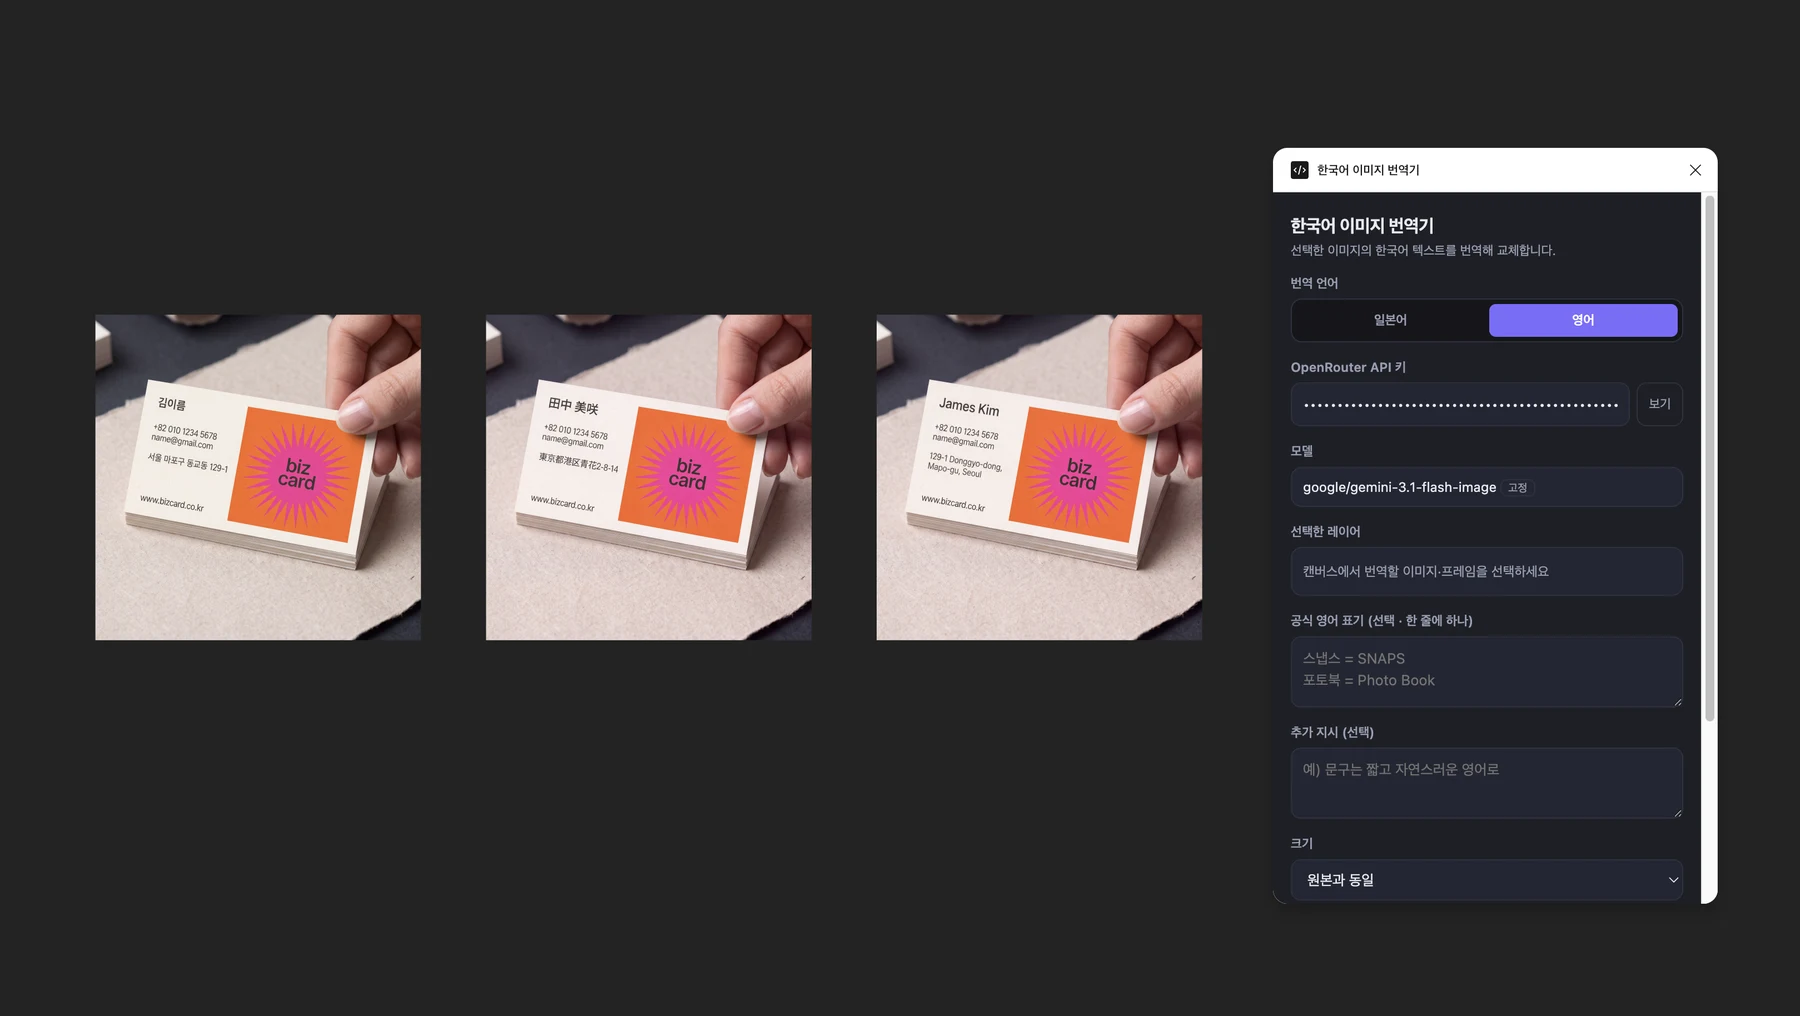 김이름
+82 010 1234 5678
name@gmail.com
서울 마포구 동교동 129-1
www.bizcard.co.kr
biz
card
田中 美咲
+82 010 1234 5678
name@gmail.com
東京都港区青花2-8-14
www.bizcard.co.kr
biz
card
James Kim
+82 010 1234 5678
name@gmail.com
129-1 Donggyo-dong,
Mapo-gu, Seoul
www.bizcard.co.kr
biz
card
한국어 이미지 번역기
한국어 이미지 번역기
선택한 이미지의 한국어 텍스트를 번역해 교체합니다.
번역 언어
일본어 영어
OpenRouter API 키
보기
모델
google/gemini-3.1-flash-image 고정
선택한 레이어
캔버스에서 번역할 이미지·프레임을 선택하세요
공식 영어 표기 (선택 · 한 줄에 하나)
스냅스 = SNAPS
포토북 = Photo Book
추가 지시 (선택)
예) 문구는 짧고 자연스러운 영어로
크기
원본과 동일